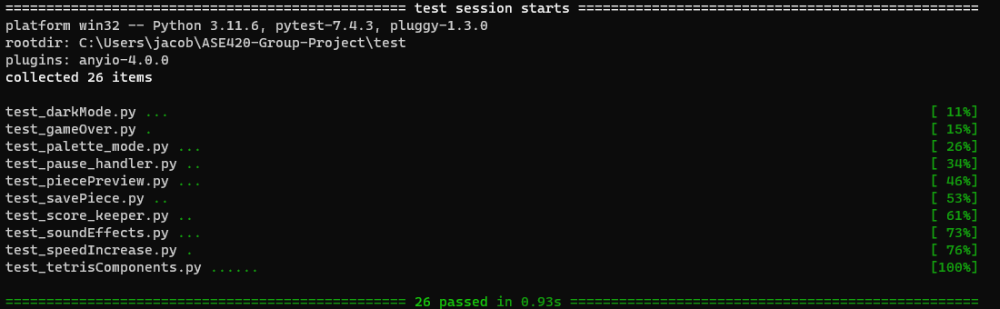 ================================================= test session starts =================================================
platform win32 -- Python 3.11.6, pytest-7.4.3, pluggy-1.3.0
rootdir: C:\Users\jacob\ASE420-Group-Project\test
plugins: anyio-4.0.0
collected 26 items
test_darkMode.py ... [ 11%]
test_gameOver.py . [ 15%]
test_palette_mode.py ... [ 26%]
test_pause_handler.py .. [ 34%]
test_piecePreview.py ... [ 46%]
test_savePiece.py .. [ 53%]
test_score_keeper.py .. [ 61%]
test_soundEffects.py ... [ 73%]
test_speedIncrease.py . [ 76%]
test_tetrisComponents.py ...... [100%]
================================================= 26 passed in 0.93s ==================================================